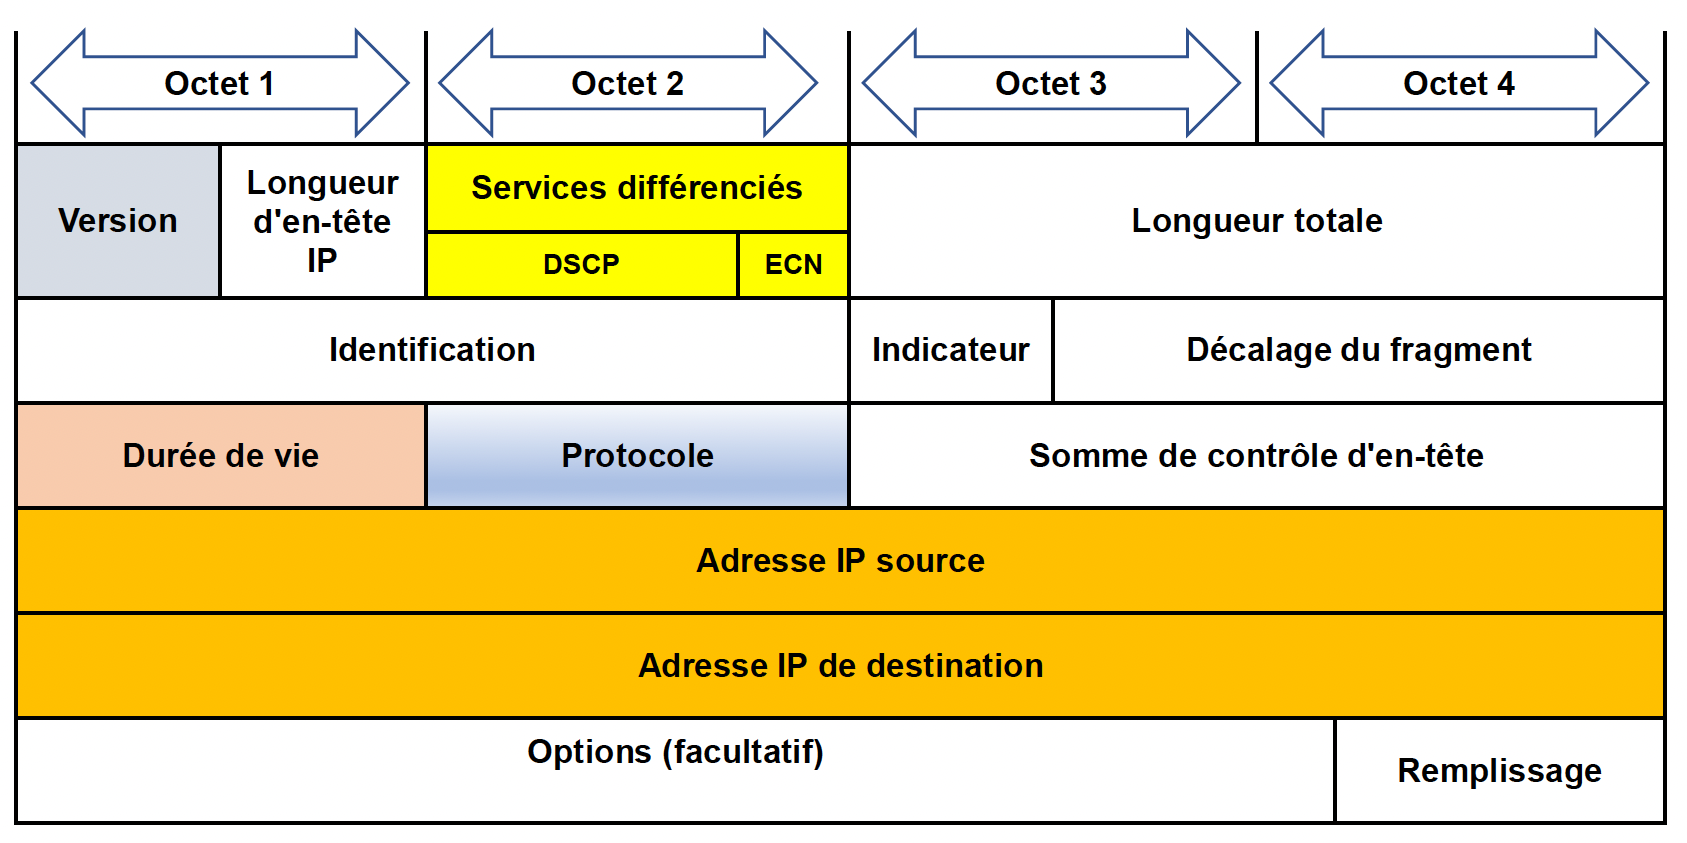 Octet 1
Octet 2
Octet 3
Octet 4
Version
Longueur
d'en-tête
IP
Services différenciés
DSCP
ECN
Longueur totale
Identification
Indicateur
Décalage du fragment
Durée de vie
Protocole
Somme de contrôle d'en-tête
Adresse IP source
Adresse IP de destination
Options (facultatif)
Remplissage